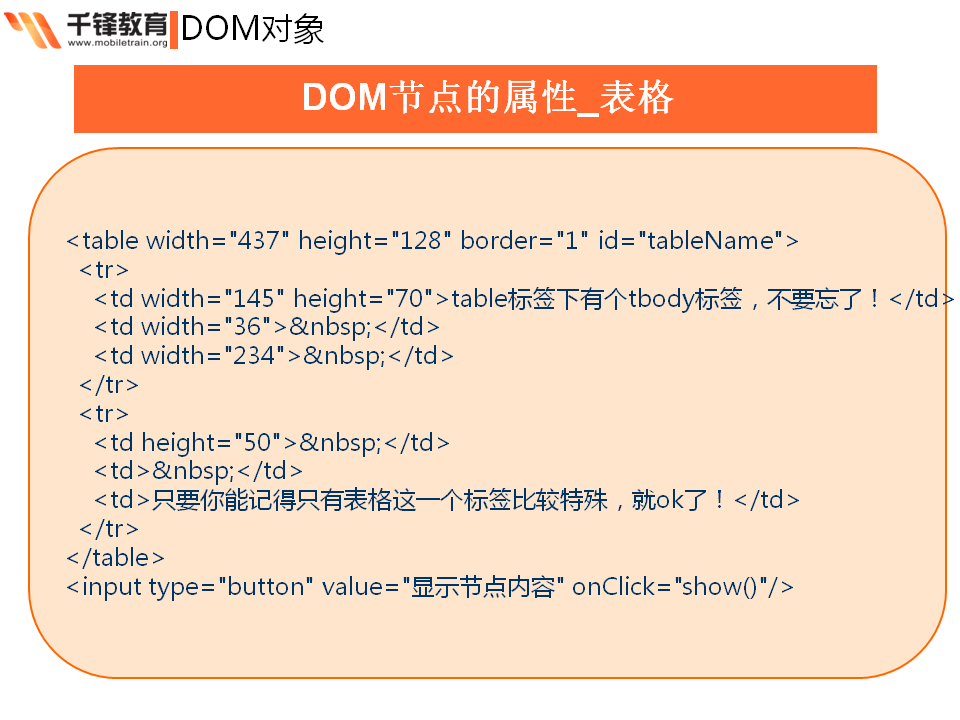 千锋教育
www.mobiletrain.org
DOM对象
DOM节点的属性_表格
<table width="437" height="128" border="1" id="tableName">
<tr>
<td width="145" height="70">table标签下有个tbody标签，不要忘了！</td>
<td width="36">&nbsp;</td>
<td width="234">&nbsp;</td>
</tr>
<tr>
<td height="50">&nbsp;</td>
<td>&nbsp;</td>
<td>只要你能记得只有表格这一个标签比较特殊，就ok了！</td>
</tr>
</table>
<input type="button" value="显示节点内容" onClick="show()"/>